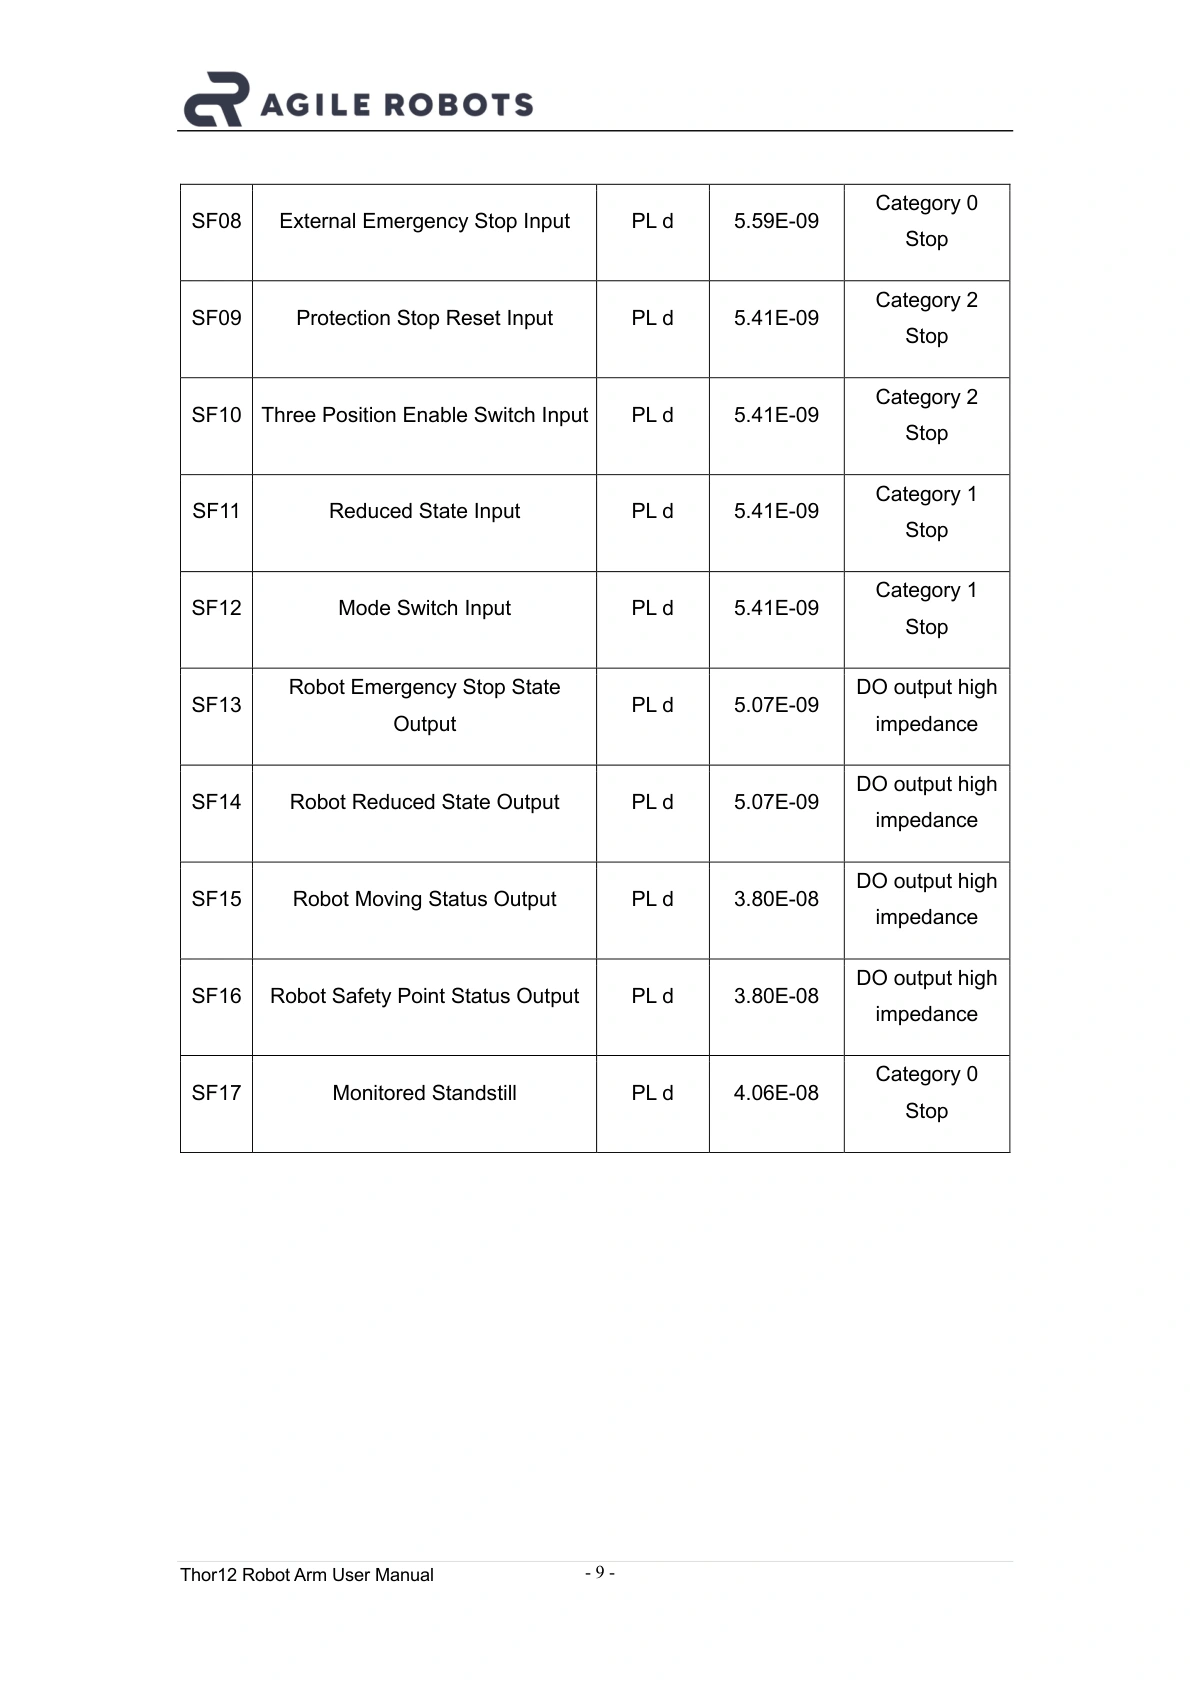 AGILE ROBOTS
SF08 External Emergency Stop Input PL d 5.59E-09 Category 0
Stop
SF09 Protection Stop Reset Input PL d 5.41E-09 Category 2
Stop
SF10 Three Position Enable Switch Input PL d 5.41E-09 Category 2
Stop
SF11 Reduced State Input PL d 5.41E-09 Category 1
Stop
SF12 Mode Switch Input PL d 5.41E-09 Category 1
Stop
SF13 Robot Emergency Stop State
Output PL d 5.07E-09 DO output high
impedance
SF14 Robot Reduced State Output PL d 5.07E-09 DO output high
impedance
SF15 Robot Moving Status Output PL d 3.80E-08 DO output high
impedance
SF16 Robot Safety Point Status Output PL d 3.80E-08 DO output high
impedance
SF17 Monitored Standstill PL d 4.06E-08 Category 0
Stop
Thor12 Robot Arm User Manual - 9 -